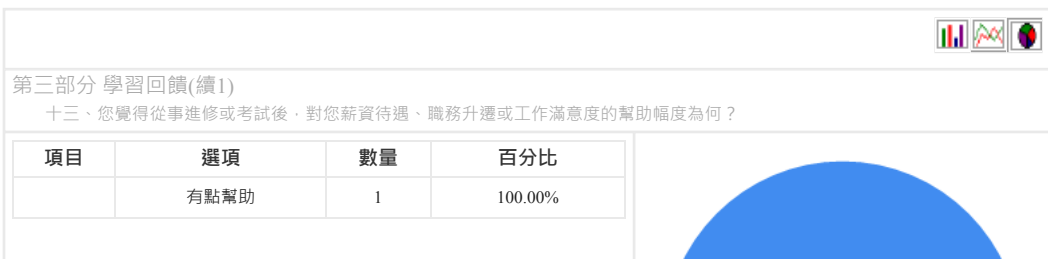 第三部分 學習回饋(續1)
十三、您覺得從事進修或考試後，對您薪資待遇、職務升遷或工作滿意度的幫助幅度為何？
項目 選項 數量 百分比
有點幫助 1 100.00%